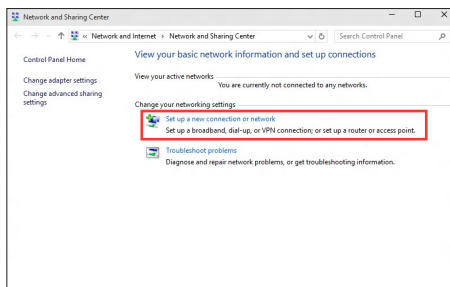 Network and Sharing Center
« Network and Internet › Network and Sharing Center
Search Control Panel
Control Panel Home
Change adapter settings
Change advanced sharing
settings
View your basic network information and set up connections
View your active networks
You are currently not connected to any networks.
Change your networking settings
Set up a new connection or network
Set up a broadband, dial-up, or VPN connection; or set up a router or access point.
Troubleshoot problems
Diagnose and repair network problems, or get troubleshooting information.